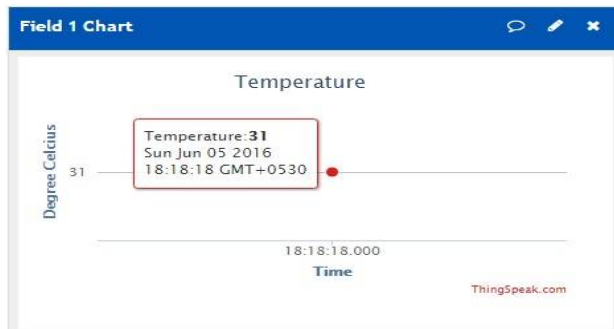 Field 1 Chart
Temperature
Degree Celcius
31
Temperature:31
Sun Jun 05 2016
18:18:18 GMT+0530
18:18:18.000
Time
ThingSpeak.com